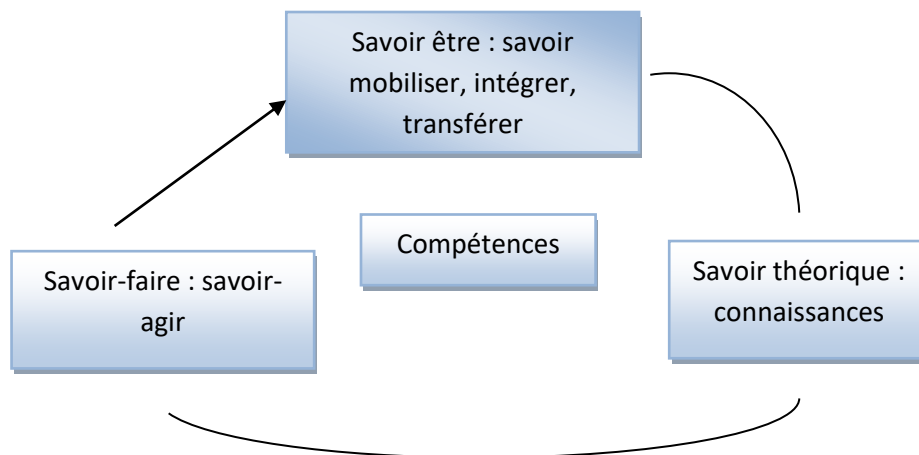 Savoir être : savoir
mobiliser, intégrer,
transférer
Compétences
Savoir-faire : savoir-
agir
Savoir théorique :
connaissances